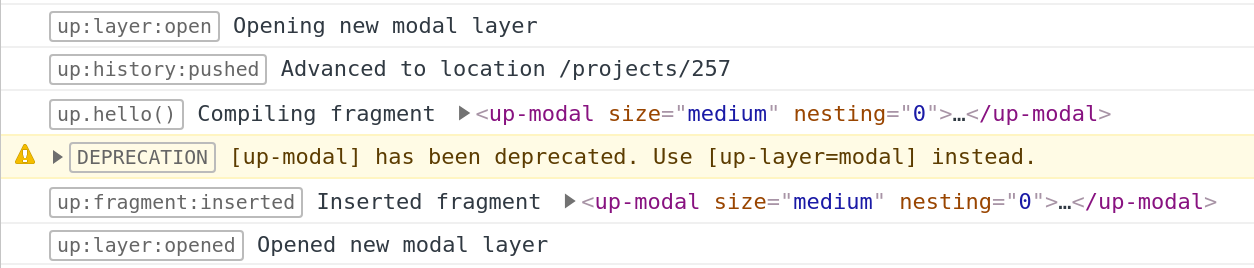 up:layer:open Opening new modal layer
up:history:pushed Advanced to location /projects/257
up.hello() Compiling fragment ▶<up-modal size="medium" nesting="0">…</up-modal>
▶DEPRECATION [up-modal] has been deprecated. Use [up-layer=modal] instead.
up:fragment:inserted Inserted fragment ▶<up-modal size="medium" nesting="0">…</up-modal>
up:layer:opened Opened new modal layer